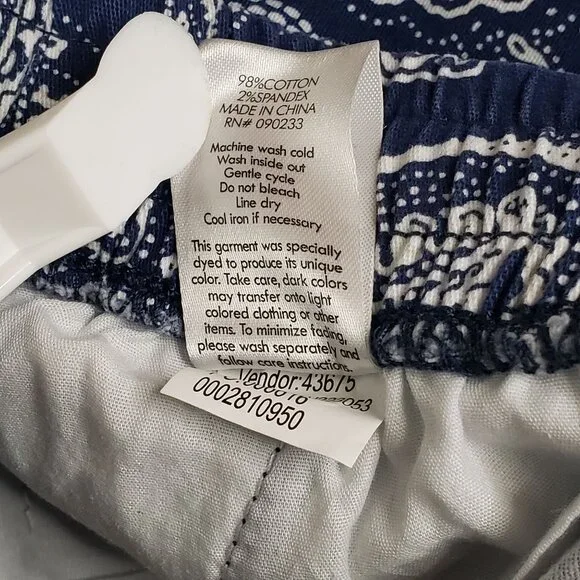 98%COTTON
2%SPANDEX
MADE IN CHINA
RN# 090233
Machine wash cold
Wash inside out
Gentle cycle
Do not bleach
Line dry
Cool iron if necessary
This garment was specially
dyed to produce its unique
color. Take care, dark colors
may transfer onto light
colored clothing or other
items. To minimize fading,
please wash separately and
follow care instructions.
Vendor:43675
0002810950